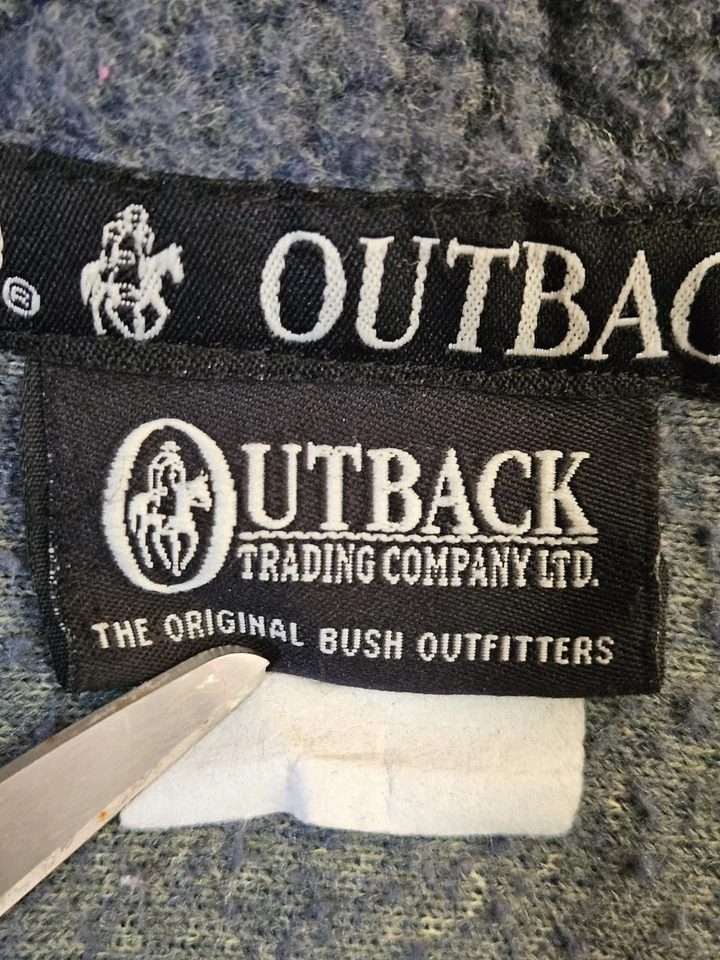 ® OUTBAC
OUTBACK
TRADING COMPANY LTD.
THE ORIGINAL BUSH OUTFITTERS